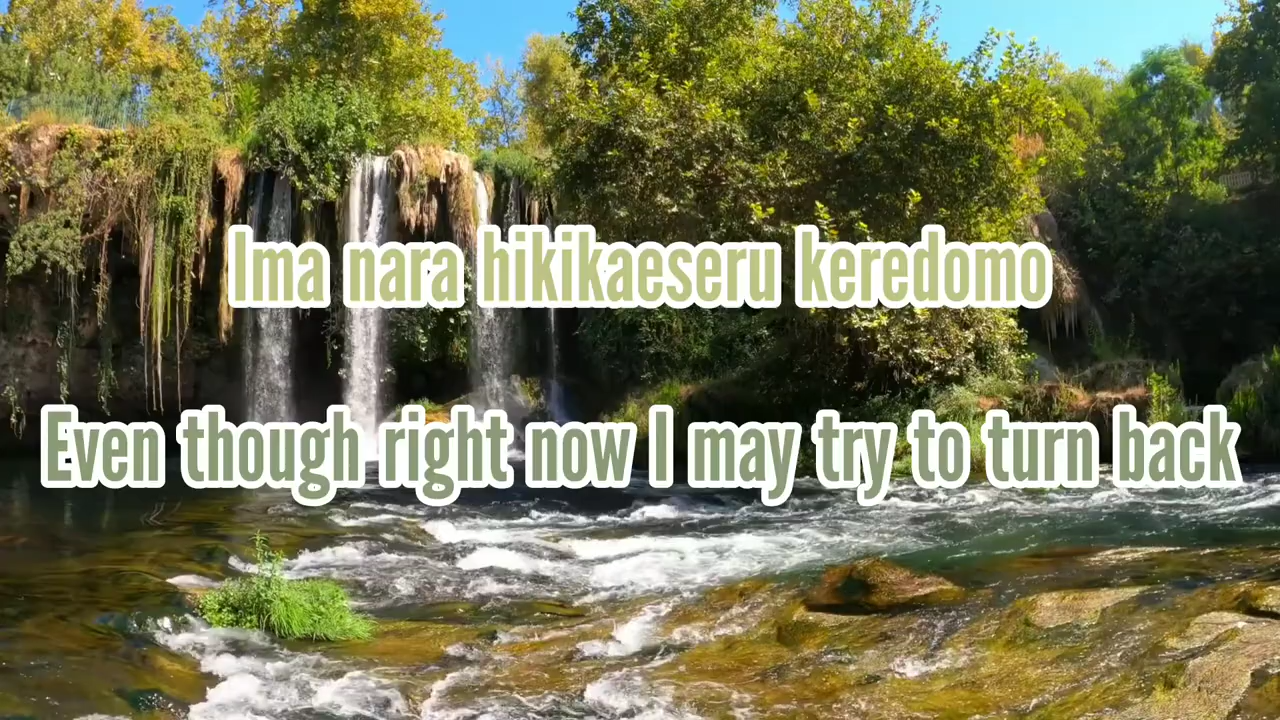 Ima nara hikikaeseru keredomo
Even though right now I may try to turn back